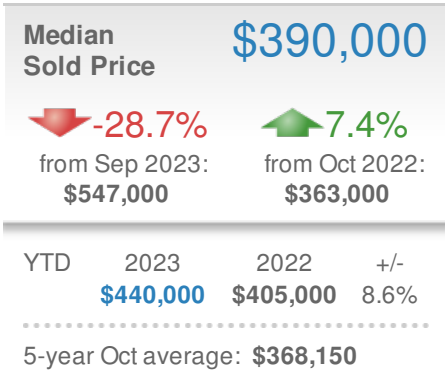 Median $390,000
Sold Price
-28.7% 7.4%
from Sep 2023: from Oct 2022:
$547,000 $363,000
YTD 2023 2022 +/-
$440,000 $405,000 8.6%
5-year Oct average: $368,150